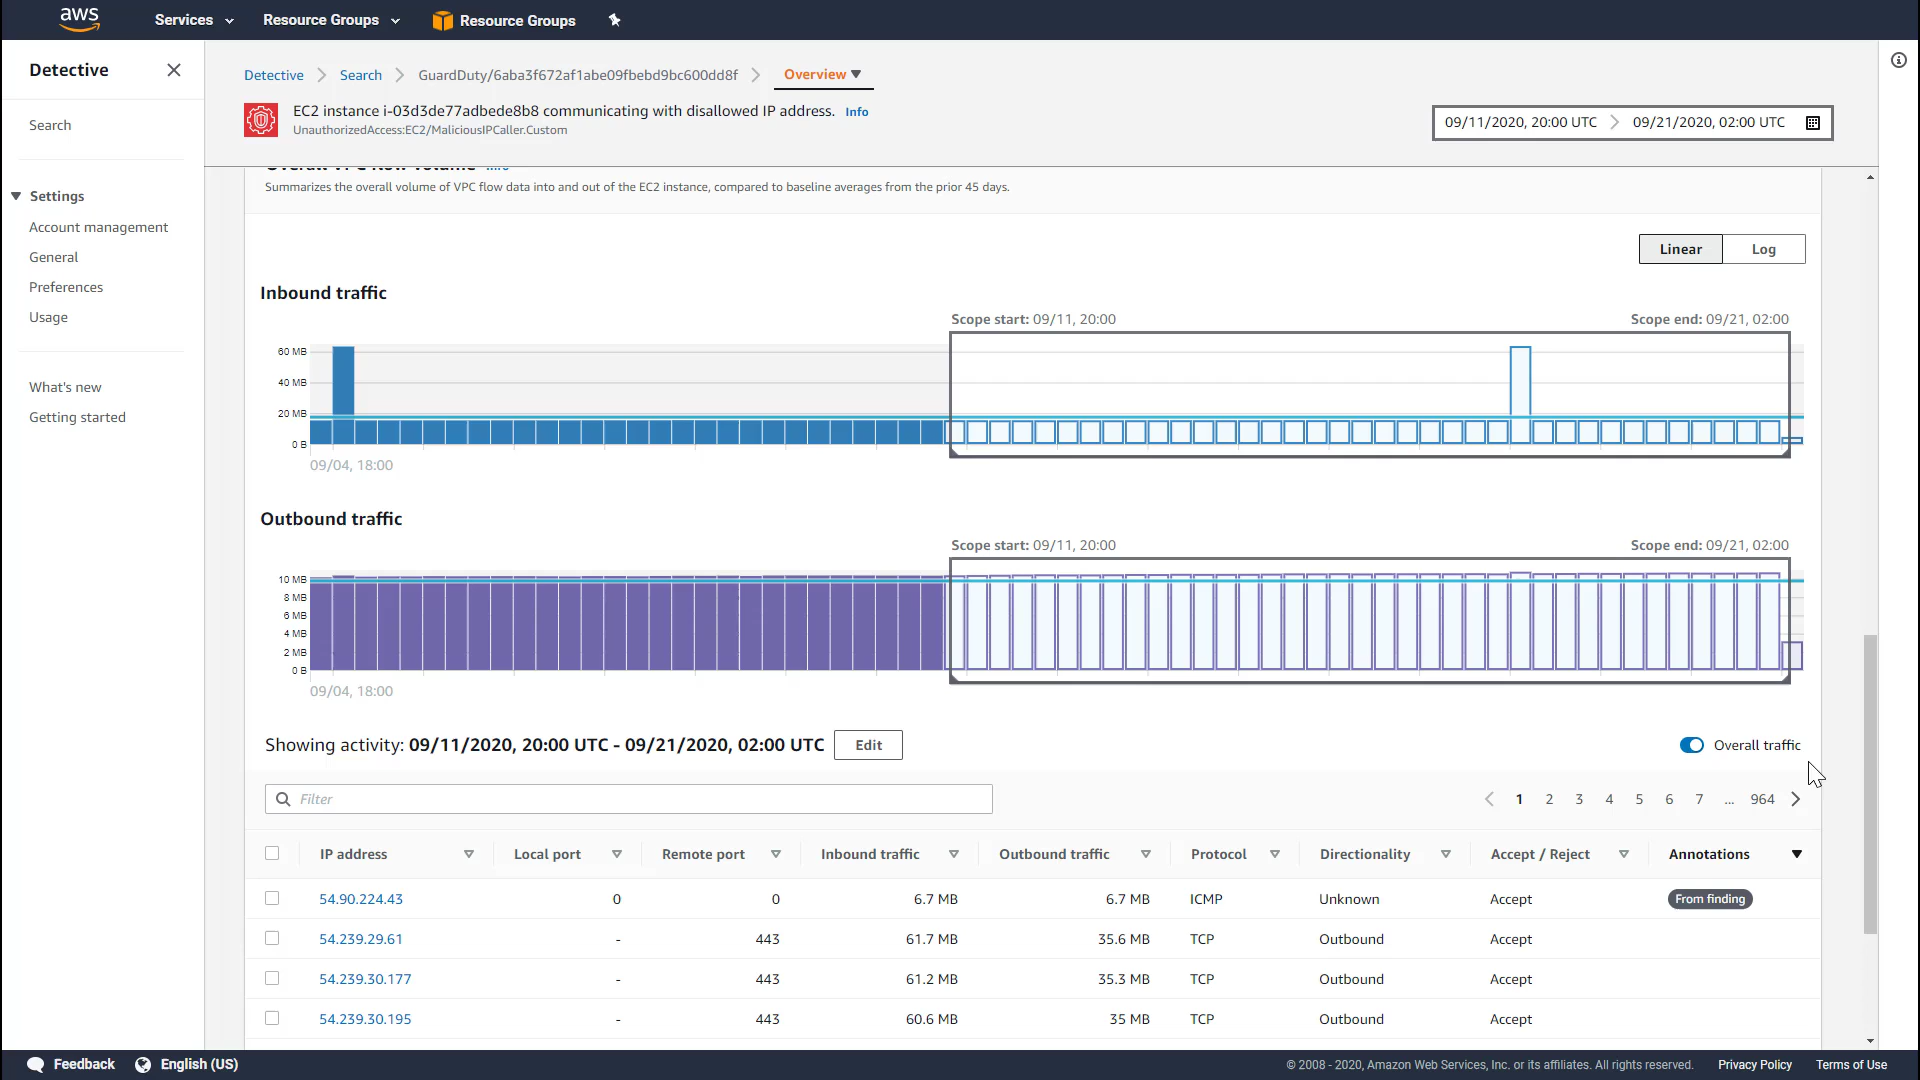 aws Services Resource Groups Resource Groups
Detective
Search
Settings
Account management
General
Preferences
Usage
What's new
Getting started
Detective Search GuardDuty/6aba3f672af1abe09fbebd9bc600dd8f Overview
EC2 instance i-03d3de77adbede8b8 communicating with disallowed IP address. Info
UnauthorizedAccess:EC2/MaliciousIPCaller.Custom
09/11/2020, 20:00 UTC 09/21/2020, 02:00 UTC
Overall VPC flow volume Info
Summarizes the overall volume of VPC flow data into and out of the EC2 instance, compared to baseline averages from the prior 45 days.
Linear Log
Inbound traffic
Scope start: 09/11, 20:00 Scope end: 09/21, 02:00
60 MB
40 MB
20 MB
0 B
09/04, 18:00
Outbound traffic
Scope start: 09/11, 20:00 Scope end: 09/21, 02:00
10 MB
8 MB
6 MB
4 MB
2 MB
0 B
09/04, 18:00
Showing activity: 09/11/2020, 20:00 UTC - 09/21/2020, 02:00 UTC Edit Overall traffic
Filter 1 2 3 4 5 6 7 ... 964
IP address Local port Remote port Inbound traffic Outbound traffic Protocol Directionality Accept / Reject Annotations
54.90.224.43 0 0 6.7 MB 6.7 MB ICMP Unknown Accept From finding
54.239.29.61 - 443 61.7 MB 35.6 MB TCP Outbound Accept
54.239.30.177 - 443 61.2 MB 35.3 MB TCP Outbound Accept
54.239.30.195 - 443 60.6 MB 35 MB TCP Outbound Accept
Feedback English (US) © 2008 - 2020, Amazon Web Services, Inc. or its affiliates. All rights reserved. Privacy Policy Terms of Use